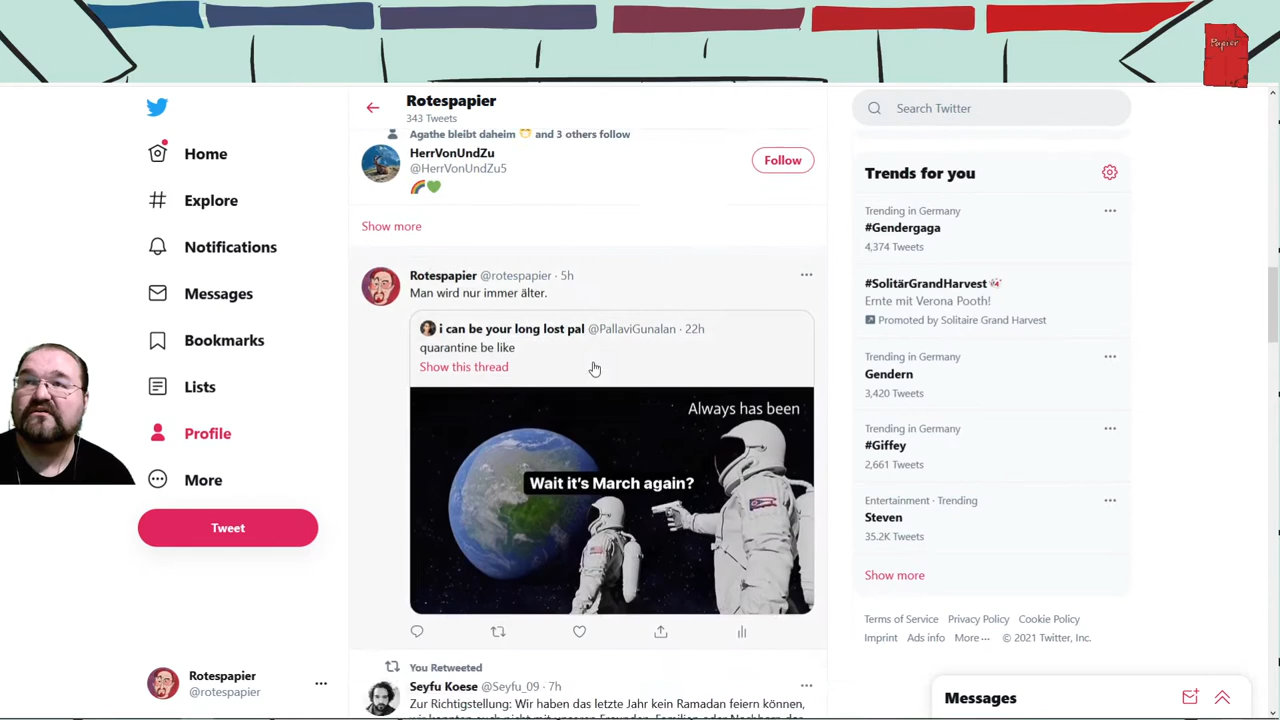 Papier
Home
Explore
Notifications
Messages
Bookmarks
Lists
Profile
More
Tweet
Rotespapier
@rotespapier
Rotespapier
343 Tweets
Agathe bleibt daheim 😷 and 3 others follow
HerrVonUndZu
@HerrVonUndZu5
🌈💚
Follow
Show more
Rotespapier @rotespapier · 5h
Man wird nur immer älter.
i can be your long lost pal @PallaviGunalan · 22h
quarantine be like
Show this thread
Always has been
Wait it's March again?
You Retweeted
Seyfu Koese @Seyfu_09 · 7h
Zur Richtigstellung: Wir haben das letzte Jahr kein Ramadan feiern können,
Search Twitter
Trends for you
Trending in Germany
#Gendergaga
4,374 Tweets
#SolitärGrandHarvest
Ernte mit Verona Pooth!
Promoted by Solitaire Grand Harvest
Trending in Germany
Gendern
3,420 Tweets
Trending in Germany
#Giffey
2,661 Tweets
Entertainment · Trending
Steven
35.2K Tweets
Show more
Terms of Service Privacy Policy Cookie Policy
Imprint Ads info More ··· © 2021 Twitter, Inc.
Messages